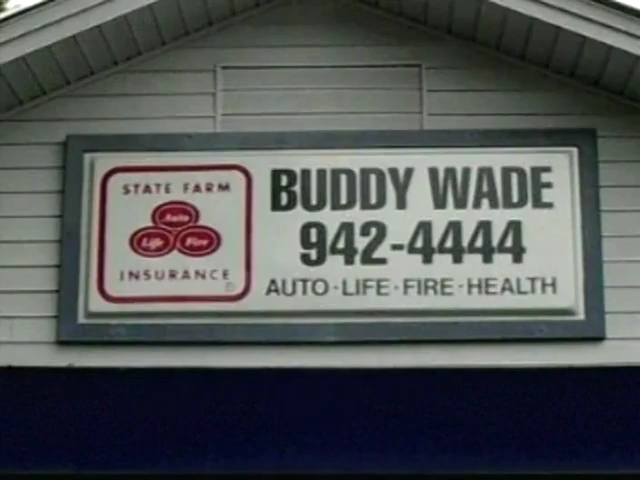 STATE FARM
Auto
Life Fire
INSURANCE
®
BUDDY WADE
942-4444
AUTO · LIFE · FIRE · HEALTH